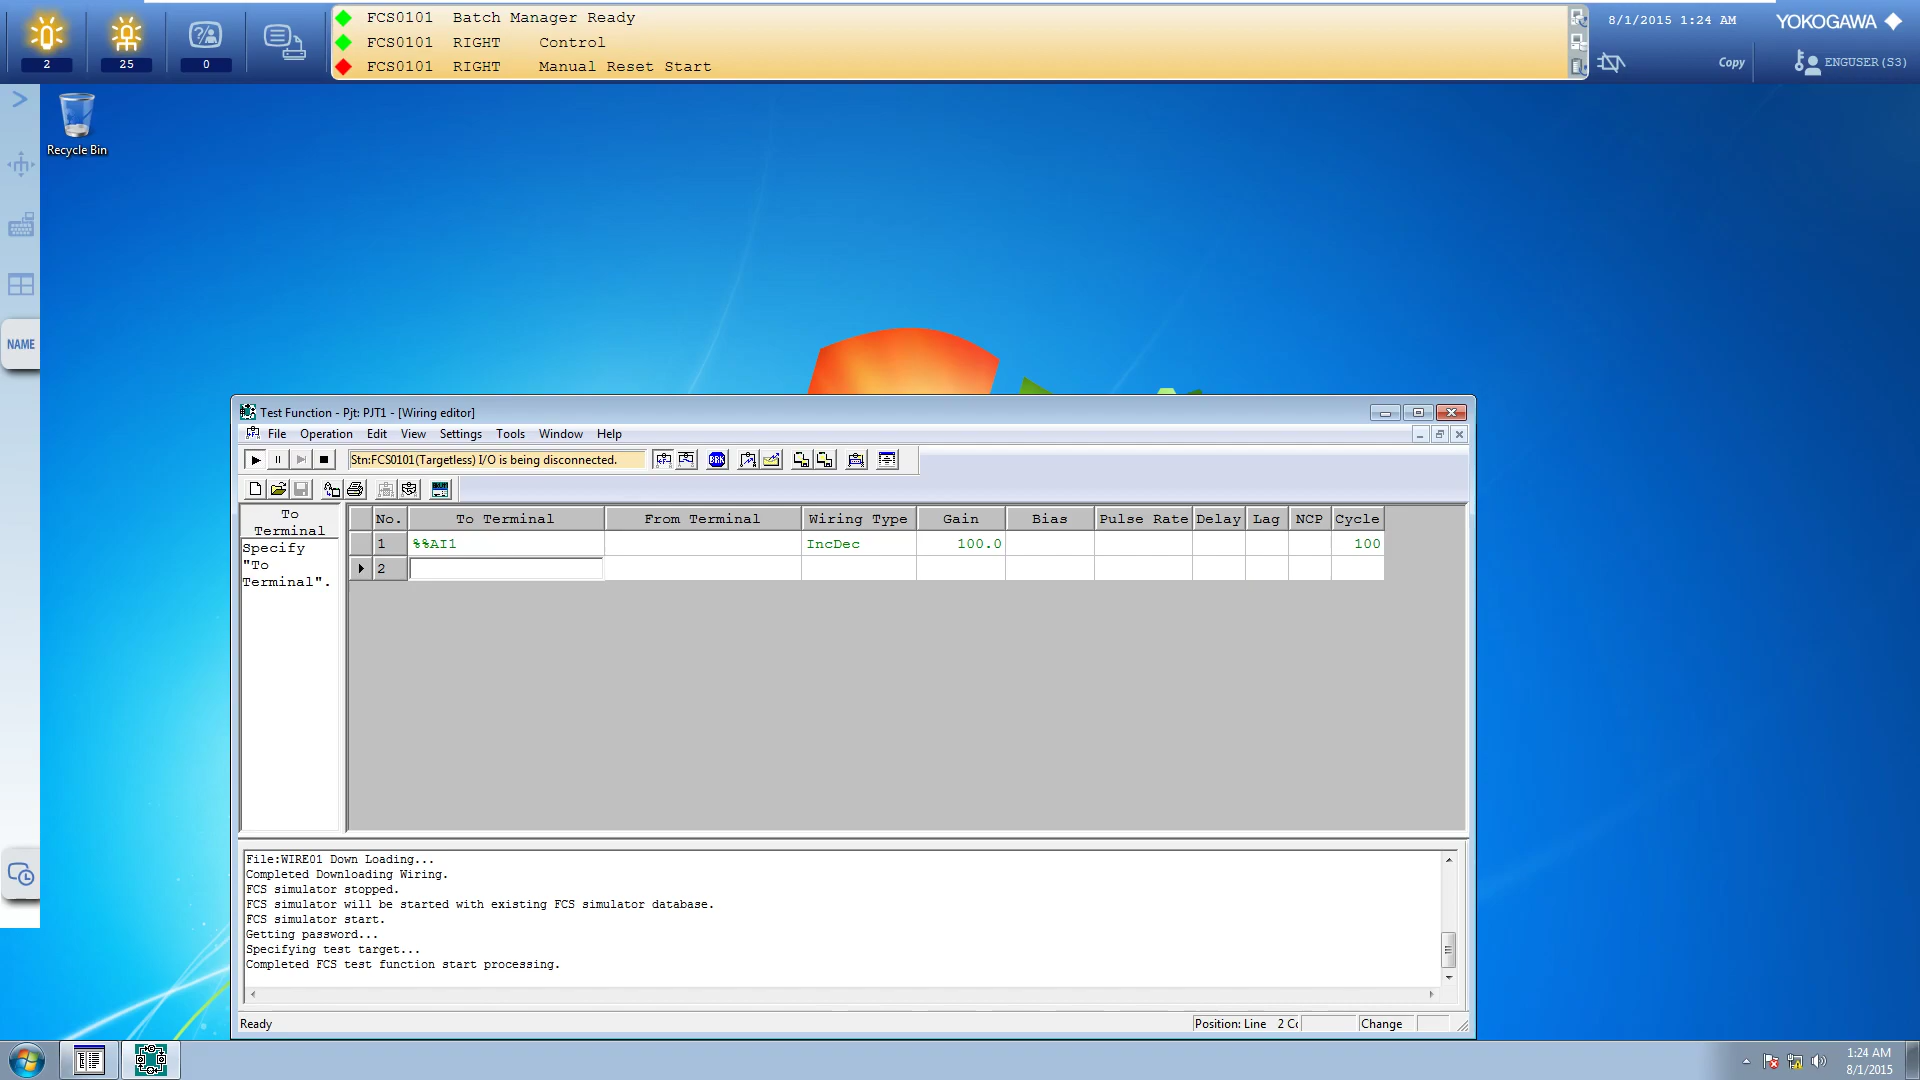 FCS0101 Batch Manager Ready
FCS0101 RIGHT Control
FCS0101 RIGHT Manual Reset Start
2
25
0
8/1/2015 1:24 AM
YOKOGAWA
Copy
ENGUSER (S3)
Recycle Bin
NAME
Test Function - Pjt: PJT1 - [Wiring editor]
File Operation Edit View Settings Tools Window Help
Stn:FCS0101(Targetless) I/O is being disconnected.
BRK
To Terminal
Specify
"To
Terminal".
No. To Terminal From Terminal Wiring Type Gain Bias Pulse Rate Delay Lag NCP Cycle
1 %%AI1 IncDec 100.0 100
2
File:WIRE01 Down Loading...
Completed Downloading Wiring.
FCS simulator stopped.
FCS simulator will be started with existing FCS simulator database.
FCS simulator start.
Getting password...
Specifying test target...
Completed FCS test function start processing.
Ready
Position: Line 2 Cc
Change
1:24 AM
8/1/2015